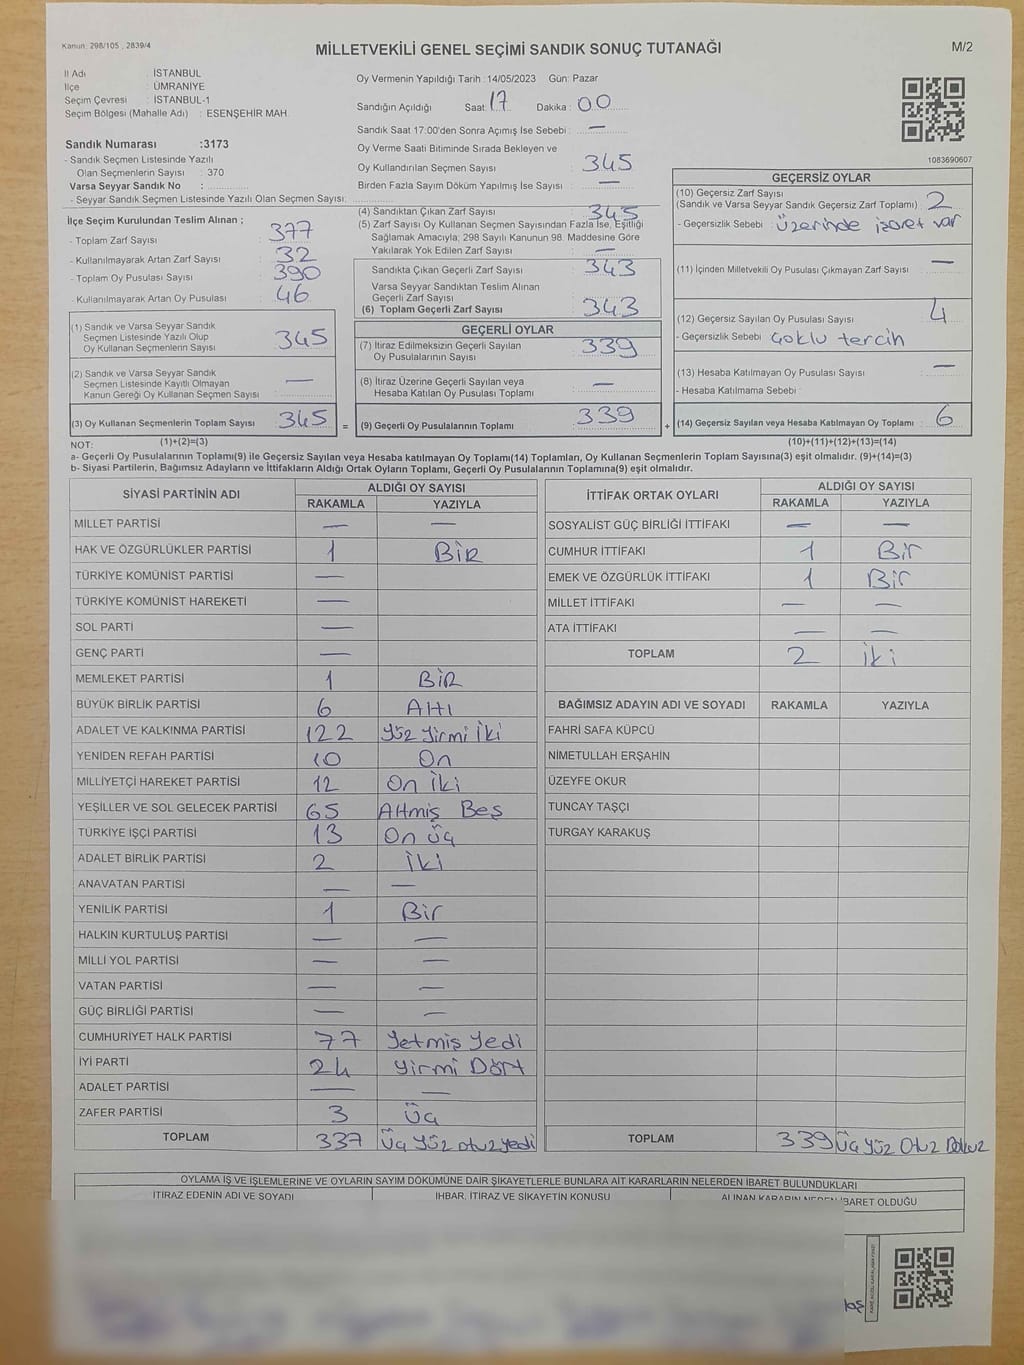 Kanun: 298/105 , 2839/4
MİLLETVEKİLİ GENEL SEÇİMİ SANDIK SONUÇ TUTANAĞI
M/2
İl Adı : İSTANBUL
İlçe : ÜMRANİYE
Seçim Çevresi : İSTANBUL-1
Seçim Bölgesi (Mahalle Adı) : ESENŞEHİR MAH.
Sandık Numarası :3173
- Sandık Seçmen Listesinde Yazılı
Olan Seçmenlerin Sayısı : 370
Varsa Seyyar Sandık No :
- Seyyar Sandık Seçmen Listesinde Yazılı Olan Seçmen Sayısı:
İlçe Seçim Kurulundan Teslim Alınan ;
- Toplam Zarf Sayısı : 377
- Kullanılmayarak Artan Zarf Sayısı : 32
- Toplam Oy Pusulası Sayısı : 390
- Kullanılmayarak Artan Oy Pusulası : 46
(1) Sandık ve Varsa Seyyar Sandık
Seçmen Listesinde Yazılı Olup
Oy Kullanan Seçmenlerin Sayısı : 345
(2) Sandık ve Varsa Seyyar Sandık
Seçmen Listesinde Kayıtlı Olmayan
Kanun Gereği Oy Kullanan Seçmen Sayısı : —
(3) Oy Kullanan Seçmenlerin Toplam Sayısı : 345
(1)+(2)=(3)
Oy Vermenin Yapıldığı Tarih :14/05/2023 Gün: Pazar
Sandığın Açıldığı Saat: 17 Dakika : 00
Sandık Saat 17:00'den Sonra Açımış İse Sebebi : —
Oy Verme Saati Bitiminde Sırada Bekleyen ve
Oy Kullandırılan Seçmen Sayısı : 345
Birden Fazla Sayım Döküm Yapılmış İse Sayısı : —
(4) Sandıktan Çıkan Zarf Sayısı : 345
(5) Zarf Sayısı Oy Kullanan Seçmen Sayısından Fazla İse, Eşitliği
Sağlamak Amacıyla; 298 Sayılı Kanunun 98. Maddesine Göre
Yakılarak Yok Edilen Zarf Sayısı : —
Sandıkta Çıkan Geçerli Zarf Sayısı : 343
Varsa Seyyar Sandıktan Teslim Alınan
Geçerli Zarf Sayısı :
(6) Toplam Geçerli Zarf Sayısı : 343
GEÇERLİ OYLAR
(7) İtiraz Edilmeksizin Geçerli Sayılan
Oy Pusulalarının Sayısı : 339
(8) İtiraz Üzerine Geçerli Sayılan veya
Hesaba Katılan Oy Pusulası Toplamı : —
= (9) Geçerli Oy Pusulalarının Toplamı : 339
1083690607
GEÇERSİZ OYLAR
(10) Geçersiz Zarf Sayısı
(Sandık ve Varsa Seyyar Sandık Geçersiz Zarf Toplamı) : 2
- Geçersizlik Sebebi : üzerinde işaret var
(11) İçinden Milletvekili Oy Pusulası Çıkmayan Zarf Sayısı : —
(12) Geçersiz Sayılan Oy Pusulası Sayısı : 4
- Geçersizlik Sebebi : çoklu tercih
(13) Hesaba Katılmayan Oy Pusulası Sayısı : —
- Hesaba Katılmama Sebebi :
+ (14) Geçersiz Sayılan veya Hesaba Katılmayan Oy Toplamı : 6
(10)+(11)+(12)+(13)=(14)
NOT:
a- Geçerli Oy Pusulalarının Toplamı(9) ile Geçersiz Sayılan veya Hesaba katılmayan Oy Toplamı(14) Toplamları, Oy Kullanan Seçmenlerin Toplam Sayısına(3) eşit olmalıdır. (9)+(14)=(3)
b- Siyasi Partilerin, Bağımsız Adayların ve İttifakların Aldığı Ortak Oyların Toplamı, Geçerli Oy Pusulalarının Toplamına(9) eşit olmalıdır.
SİYASİ PARTİNİN ADI ALDIĞI OY SAYISI
RAKAMLA YAZIYLA
MİLLET PARTİSİ — —
HAK VE ÖZGÜRLÜKLER PARTİSİ 1 BİR
TÜRKİYE KOMÜNİST PARTİSİ —
TÜRKİYE KOMÜNİST HAREKETİ —
SOL PARTİ —
GENÇ PARTİ —
MEMLEKET PARTİSİ 1 BİR
BÜYÜK BİRLİK PARTİSİ 6 Altı
ADALET VE KALKINMA PARTİSİ 122 Yüz Yirmi İki
YENİDEN REFAH PARTİSİ 10 On
MİLLİYETÇİ HAREKET PARTİSİ 12 On İki
YEŞİLLER VE SOL GELECEK PARTİSİ 65 Altmış Beş
TÜRKİYE İŞÇİ PARTİSİ 13 On üç
ADALET BİRLİK PARTİSİ 2 İki
ANAVATAN PARTİSİ — —
YENİLİK PARTİSİ 1 Bir
HALKIN KURTULUŞ PARTİSİ — —
MİLLİ YOL PARTİSİ — —
VATAN PARTİSİ — —
GÜÇ BİRLİĞİ PARTİSİ — —
CUMHURİYET HALK PARTİSİ 77 Yetmiş Yedi
İYİ PARTİ 24 Yirmi Dört
ADALET PARTİSİ — —
ZAFER PARTİSİ 3 Üç
TOPLAM 337 Üç Yüz otuz yedi
İTTİFAK ORTAK OYLARI ALDIĞI OY SAYISI
RAKAMLA YAZIYLA
SOSYALİST GÜÇ BİRLİĞİ İTTİFAKI — —
CUMHUR İTTİFAKI 1 Bir
EMEK VE ÖZGÜRLÜK İTTİFAKI 1 Bir
MİLLET İTTİFAKI — —
ATA İTTİFAKI — —
TOPLAM 2 İki
BAĞIMSIZ ADAYIN ADI VE SOYADI RAKAMLA YAZIYLA
FAHRİ SAFA KÜPCÜ
NİMETULLAH ERŞAHİN
ÜZEYFE OKUR
TUNCAY TAŞÇI
TURGAY KARAKUŞ
TOPLAM 339 Üç Yüz Otuz Dokuz
OYLAMA İŞ VE İŞLEMLERİNE VE OYLARIN SAYIM DÖKÜMÜNE DAİR ŞİKAYETLERLE BUNLARA AİT KARARLARIN NELERDEN İBARET BULUNDUKLARI
İTİRAZ EDENİN ADI VE SOYADI İHBAR, İTİRAZ VE ŞİKAYETİN KONUSU ALINAN KARARIN NEDEN İBARET OLDUĞU